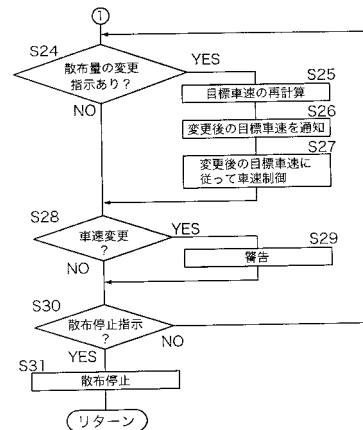 ①
S24
散布量の変更
指示あり?
YES
NO
S25
目標車速の再計算
S26
変更後の目標車速を通知
S27
変更後の目標車速に
従って車速制御
S28
車速変更
?
YES
NO
S29
警告
S30
散布停止指示
?
NO
YES
S31
散布停止
リターン